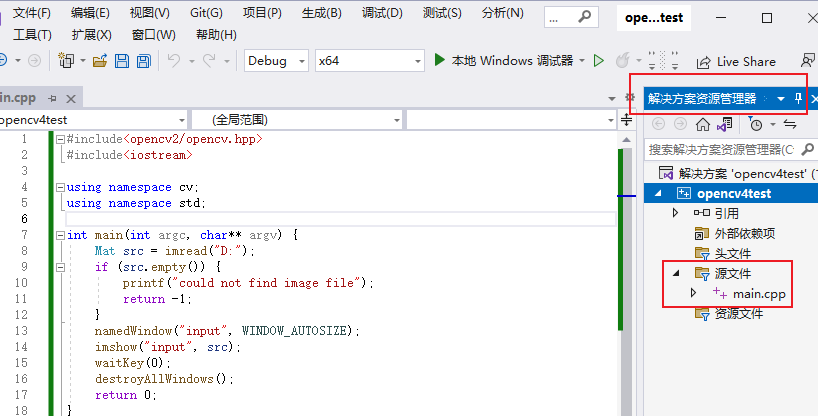 文件(F) 编辑(E) 视图(V) Git(G) 项目(P) 生成(B) 调试(D) 测试(S) 分析(N) ... ope...test
工具(T) 扩展(X) 窗口(W) 帮助(H)
Debug x64 本地 Windows 调试器 Live Share
in.cpp
解决方案资源管理器
opencv4test (全局范围)
搜索解决方案资源管理器(C
解决方案 'opencv4test' (1
opencv4test
引用
外部依赖项
头文件
源文件
main.cpp
资源文件
1 #include<opencv2/opencv.hpp>
2 #include<iostream>
3
4 using namespace cv;
5 using namespace std;
6
7 int main(int argc, char** argv) {
8 Mat src = imread("D:");
9 if (src.empty()) {
10 printf("could not find image file");
11 return -1;
12 }
13 namedWindow("input", WINDOW_AUTOSIZE);
14 imshow("input", src);
15 waitKey(0);
16 destroyAllWindows();
17 return 0;
18 }